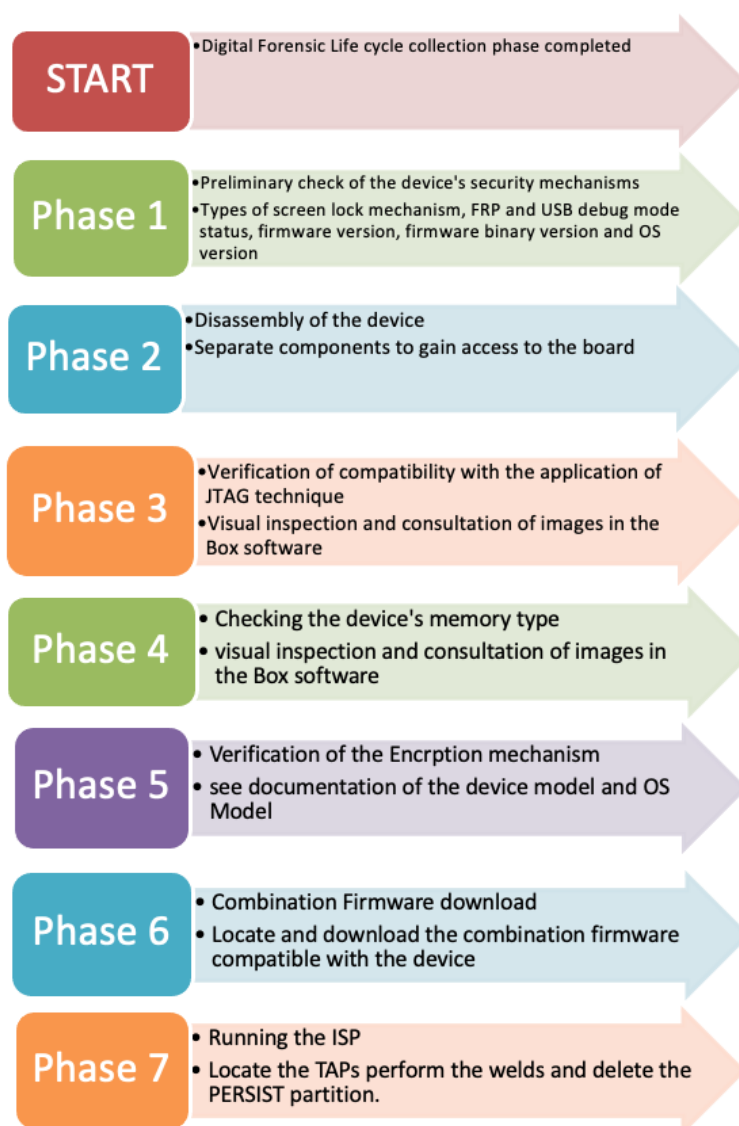 START
•Digital Forensic Life cycle collection phase completed
Phase 1
•Preliminary check of the device's security mechanisms
•Types of screen lock mechanism, FRP and USB debug mode
status, firmware version, firmware binary version and OS
version
Phase 2
•Disassembly of the device
•Separate components to gain access to the board
Phase 3
•Verification of compatibility with the application of
JTAG technique
•Visual inspection and consultation of images in the
Box software
Phase 4
• Checking the device's memory type
• visual inspection and consultation of images in
the Box software
Phase 5
• Verification of the Encrption mechanism
• see documentation of the device model and OS
Model
Phase 6
• Combination Firmware download
• Locate and download the combination firmware
compatible with the device
Phase 7
• Running the ISP
• Locate the TAPs perform the welds and delete the
PERSIST partition.